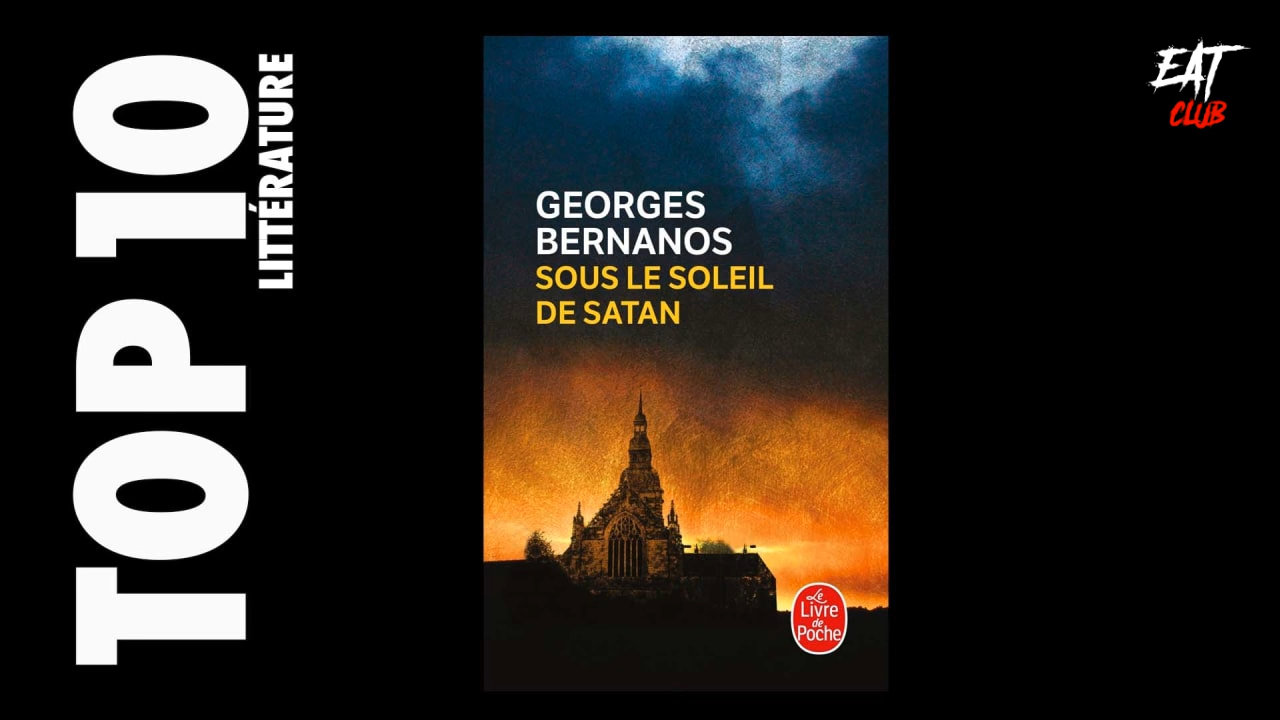 TOP 10
LITTÉRATURE
GEORGES
BERNANOS
SOUS LE SOLEIL
DE SATAN
Le
Livre
de
Poche
EAT
CLUB